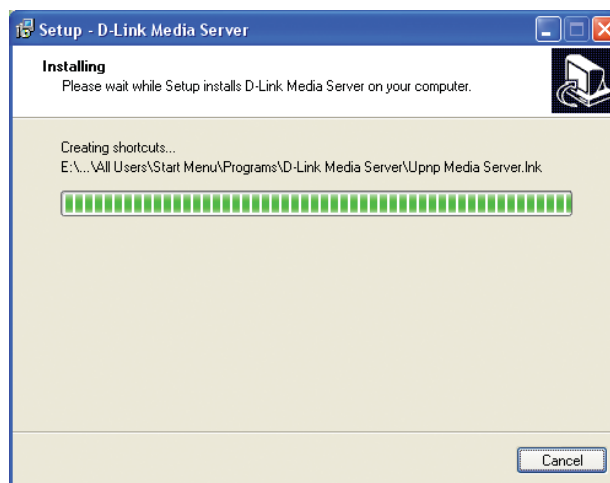 Setup - D-Link Media Server
Installing
Please wait while Setup installs D-Link Media Server on your computer.
Creating shortcuts...
E:\...\All Users\Start Menu\Programs\D-Link Media Server\Upnp Media Server.lnk
Cancel